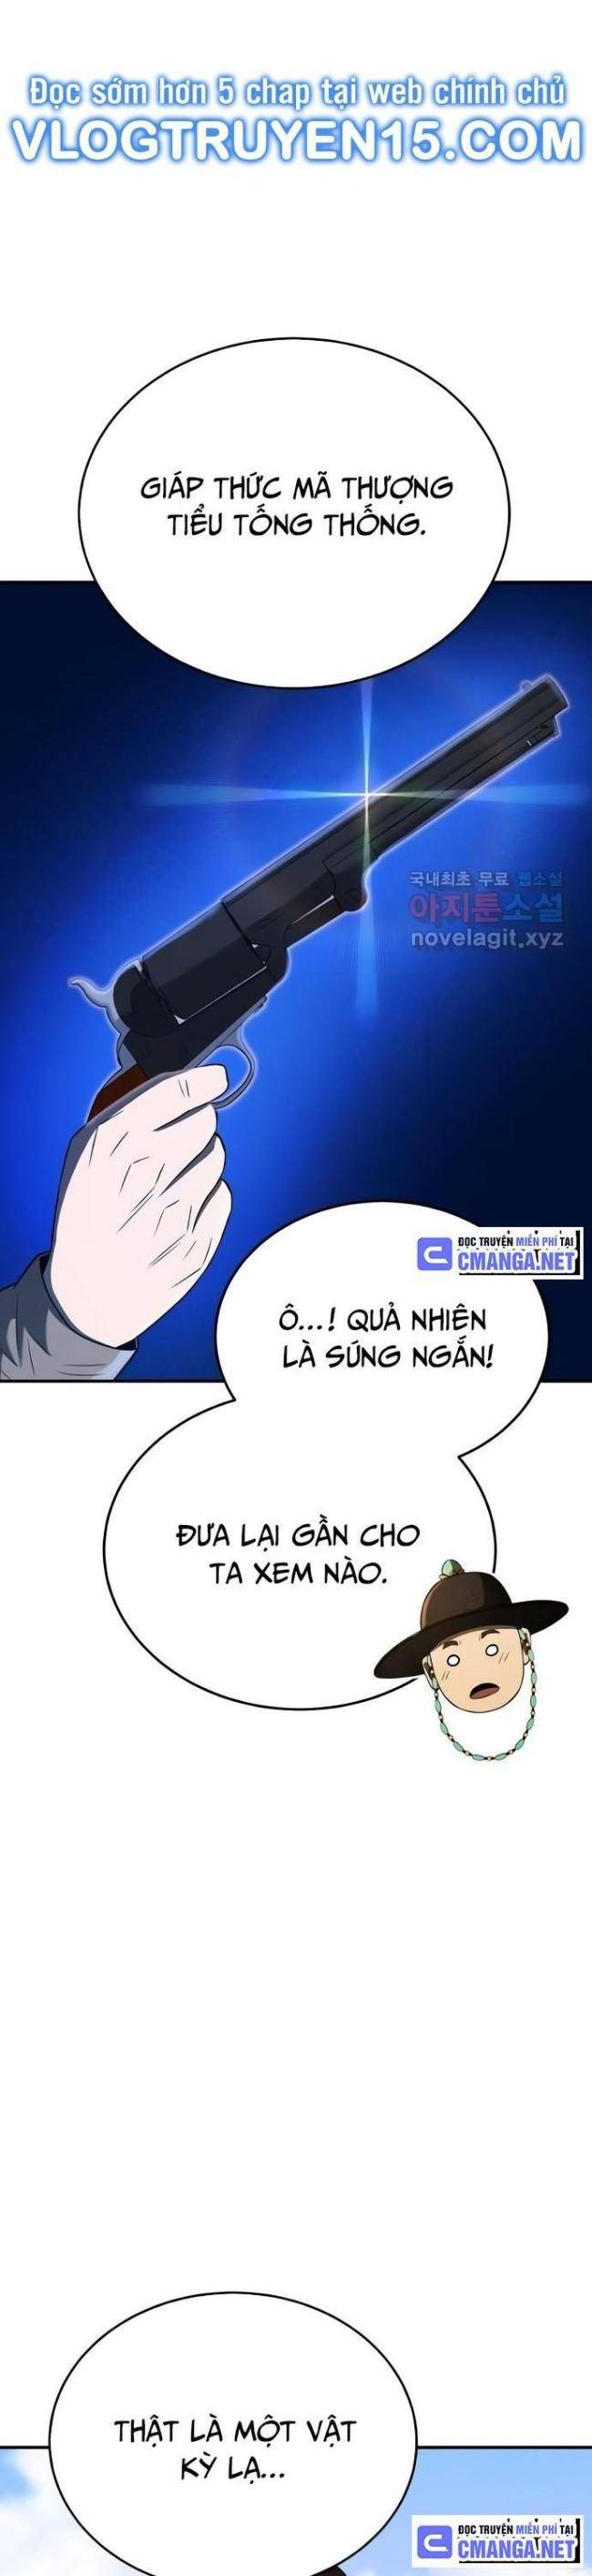 Đọc sớm hơn 5 chap tại web chính chủ
VLOGTRUYEN15.COM
GIÁP THỨC MÃ THƯỢNG
TIỂU TỐNG THỐNG.
국내최초 무료 웹소설
아지툰소설
novelagit.xyz
ĐỌC TRUYỆN MIỄN PHÍ TẠI
CMANGA.NET
Ô...! QUẢ NHIÊN
LÀ SÚNG NGẮN!
ĐƯA LẠI GẦN CHO
TA XEM NÀO.
THẬT LÀ MỘT VẬT
KỲ LẠ...
ĐỌC TRUYỆN MIỄN PHÍ TẠI
CMANGA.NET